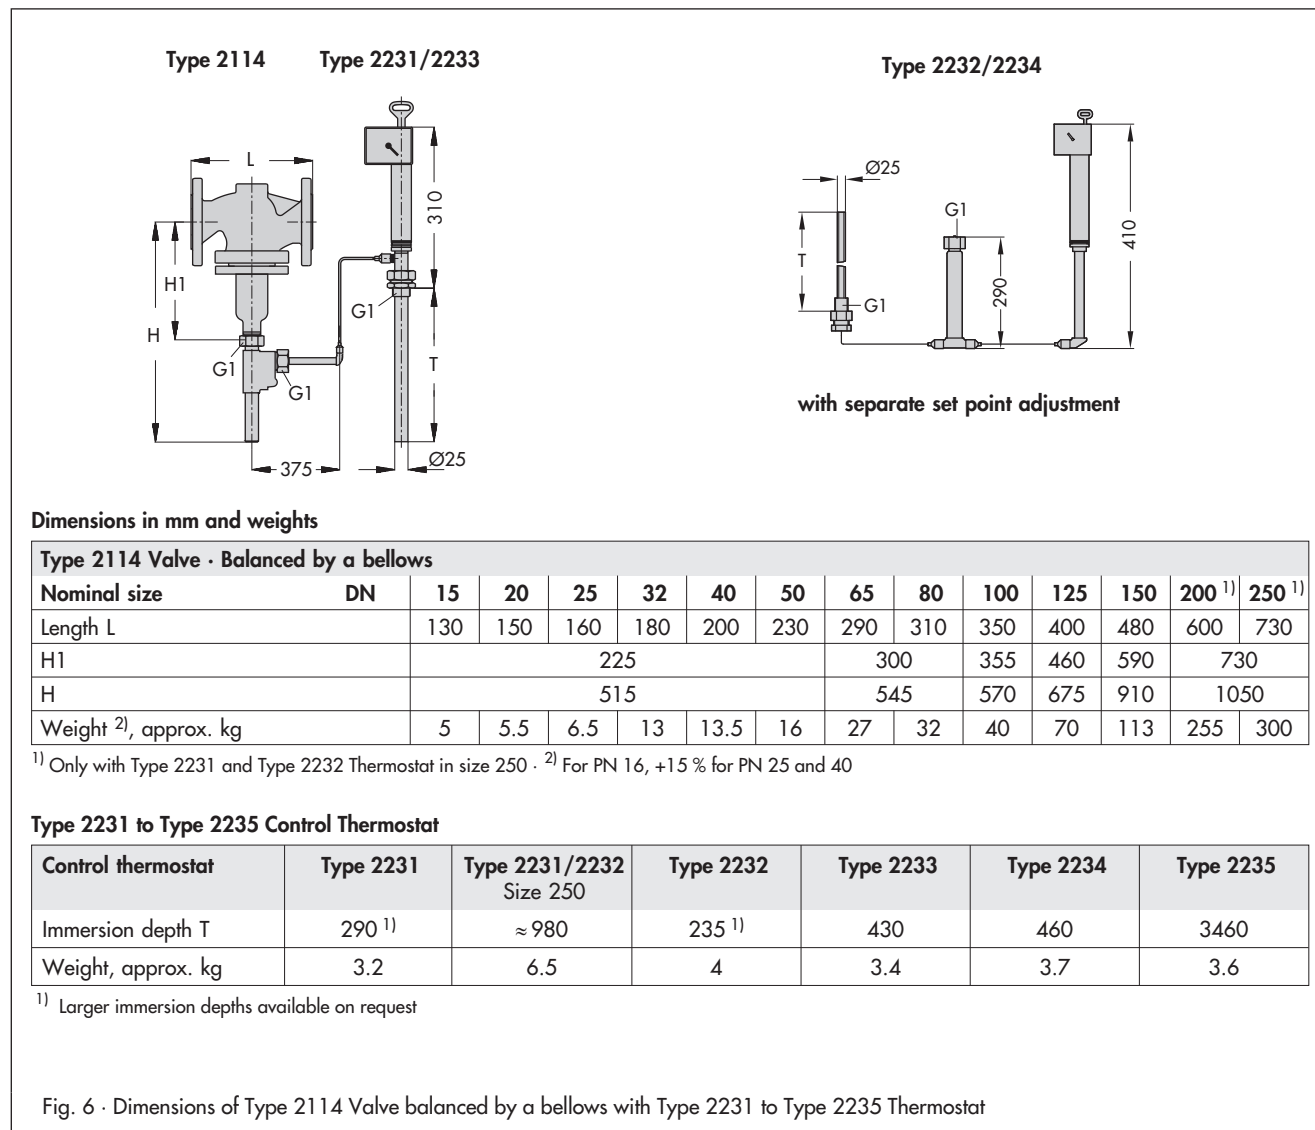 Type 2114 Type 2231/2233
Type 2232/2234
L
310
H1
H
G1
G1
G1
T
375
Ø25
Ø25
T
G1
G1
290
410
with separate set point adjustment
Dimensions in mm and weights
Type 2114 Valve · Balanced by a bellows
Nominal size DN 15 20 25 32 40 50 65 80 100 125 150 200 1) 250 1)
Length L 130 150 160 180 200 230 290 310 350 400 480 600 730
H1 225 300 355 460 590 730
H 515 545 570 675 910 1050
Weight 2), approx. kg 5 5.5 6.5 13 13.5 16 27 32 40 70 113 255 300
1) Only with Type 2231 and Type 2232 Thermostat in size 250 · 2) For PN 16, +15 % for PN 25 and 40
Type 2231 to Type 2235 Control Thermostat
Control thermostat Type 2231 Type 2231/2232 Type 2232 Type 2233 Type 2234 Type 2235
Size 250
Immersion depth T 290 1) ≈ 980 235 1) 430 460 3460
Weight, approx. kg 3.2 6.5 4 3.4 3.7 3.6
1) Larger immersion depths available on request
Fig. 6 · Dimensions of Type 2114 Valve balanced by a bellows with Type 2231 to Type 2235 Thermostat